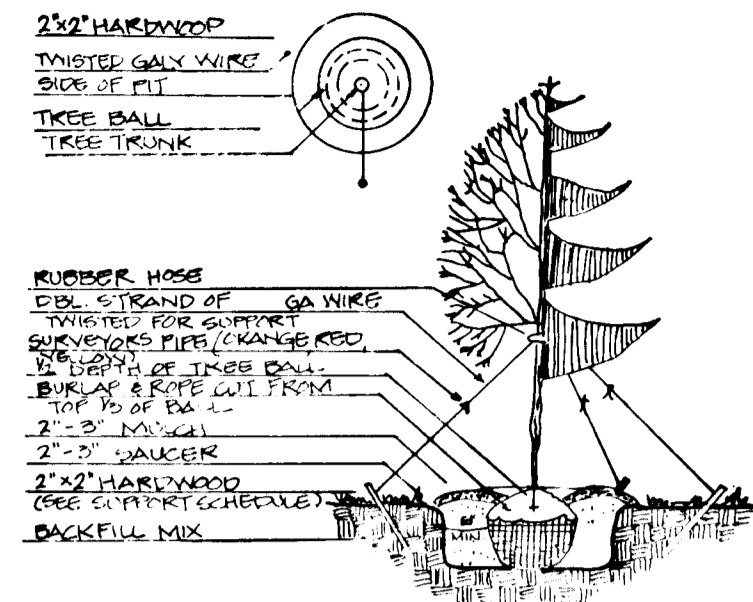 2"x2" HARDWOOD
TWISTED GALV WIRE
SIDE OF PIT
TREE BALL
TREE TRUNK
RUBBER HOSE
DBL. STRAND OF GA WIRE
TWISTED FOR SUPPORT
SURVEYORS PIPE (ORANGE RED,
YELLOW)
1/2 DEPTH OF TREE BALL
BURLAP & ROPE CUT FROM
TOP 1/3 OF BALL
2"-3" MULCH
2"-3" SAUCER
2"x2" HARDWOOD
(SEE SUPPORT SCHEDULE)
BACKFILL MIX
MIN